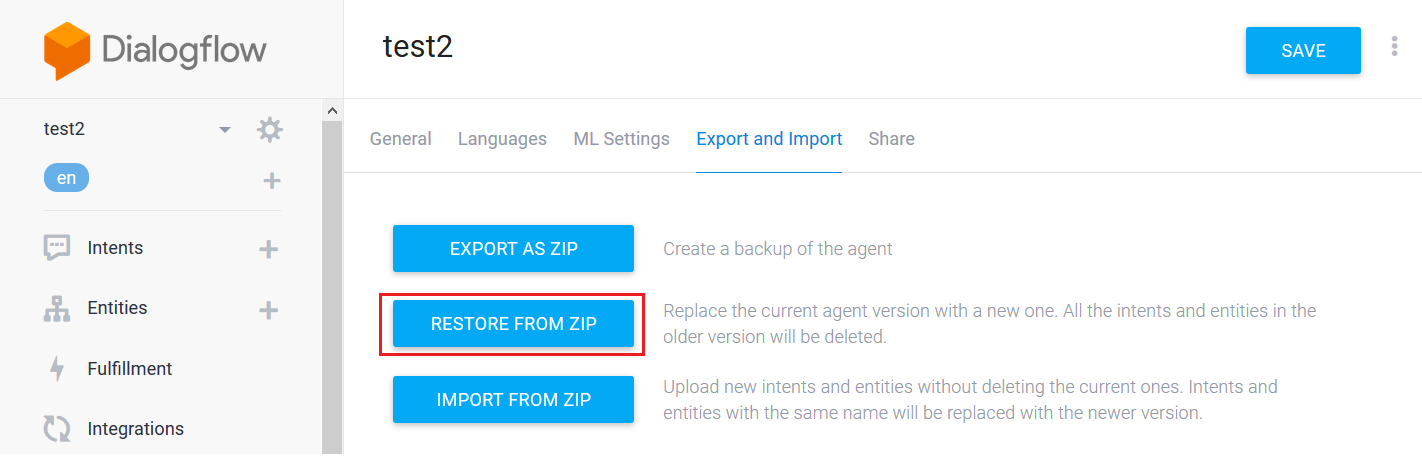 Dialogflow
test2
en
Intents
Entities
Fulfillment
Integrations
test2
SAVE
General Languages ML Settings Export and Import Share
EXPORT AS ZIP
Create a backup of the agent
RESTORE FROM ZIP
Replace the current agent version with a new one. All the intents and entities in the
older version will be deleted.
IMPORT FROM ZIP
Upload new intents and entities without deleting the current ones. Intents and
entities with the same name will be replaced with the newer version.